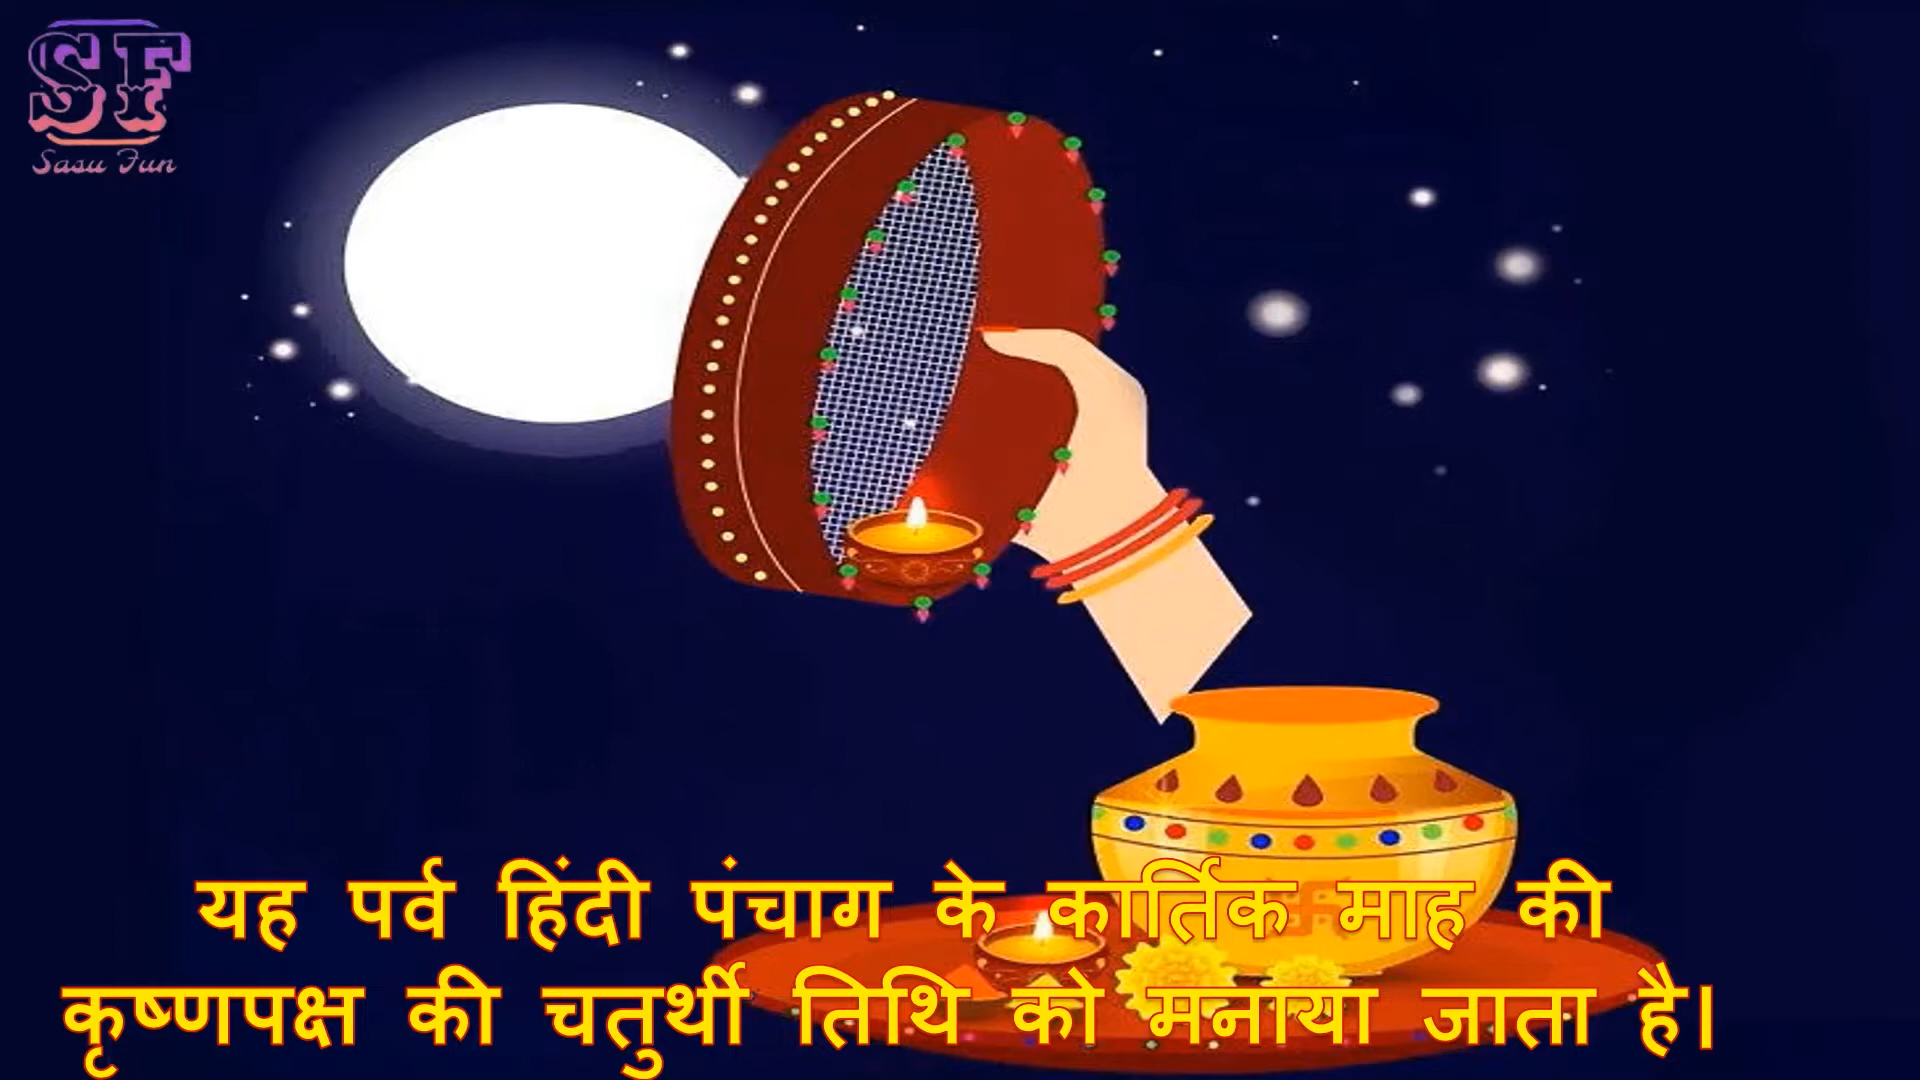 SF
Sasu Fun
यह पर्व हिंदी पंचाग के कार्तिक माह की
कृष्णपक्ष की चतुर्थी तिथि को मनाया जाता है।